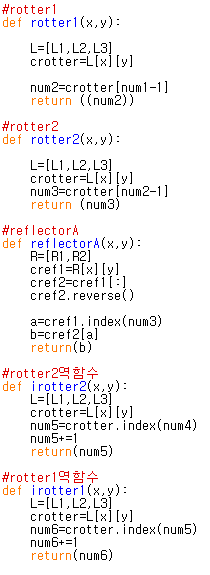 #rotter1
def rotter1(x,y):
    L=[L1,L2,L3]
    crotter=L[x][y]
    num2=crotter[num1-1]
    return ((num2))
#rotter2
def rotter2(x,y):
    L=[L1,L2,L3]
    crotter=L[x][y]
    num3=crotter[num2-1]
    return (num3)
#reflectorA
def reflectorA(x,y):
    R=[R1,R2]
    cref1=R[x][y]
    cref2=cref1[:]
    cref2.reverse()
    a=cref1.index(num3)
    b=cref2[a]
    return(b)
#rotter2역함수
def irotter2(x,y):
    L=[L1,L2,L3]
    crotter=L[x][y]
    num5=crotter.index(num4)
    num5+=1
    return(num5)
#rotter1역함수
def irotter1(x,y):
    L=[L1,L2,L3]
    crotter=L[x][y]
    num6=crotter.index(num5)
    num6+=1
    return(num6)